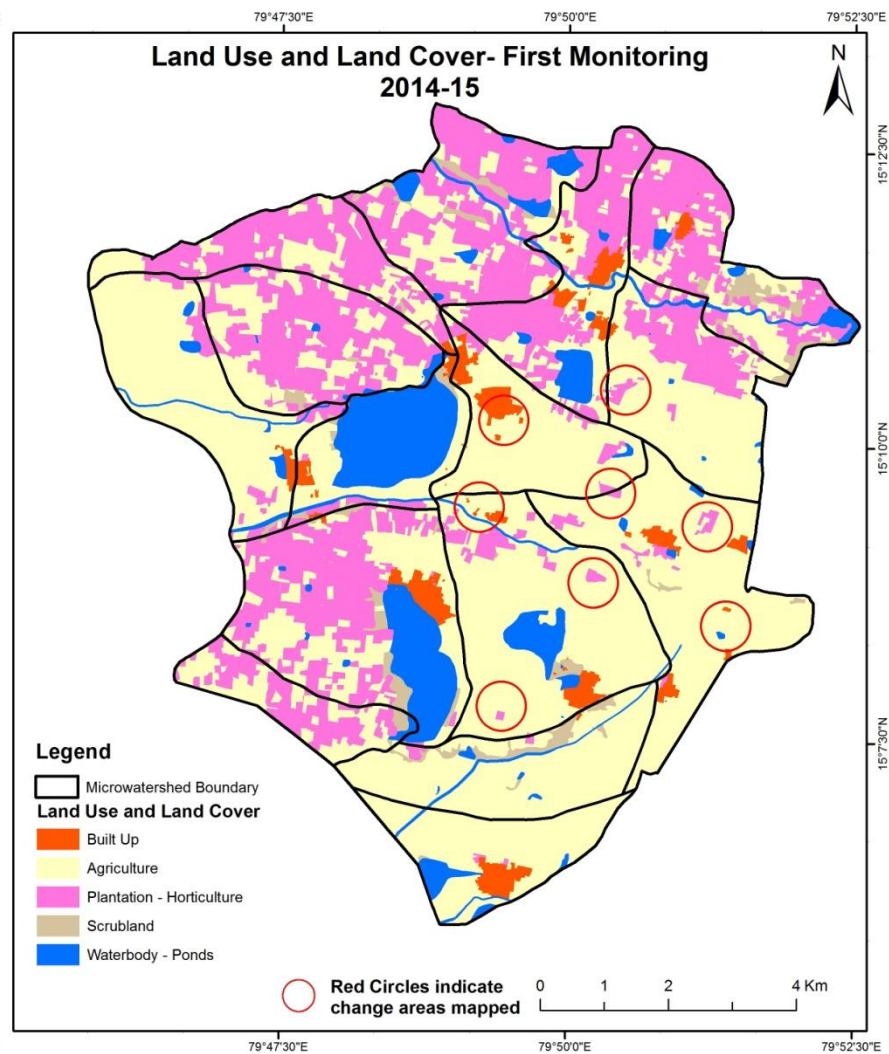 79°47'30"E
79°50'0"E
79°52'30"E
Land Use and Land Cover- First Monitoring
2014-15
N
15°12'30"N
15°10'0"N
15°7'30"N
Legend
Microwatershed Boundary
Land Use and Land Cover
Built Up
Agriculture
Plantation - Horticulture
Scrubland
Waterbody - Ponds
Red Circles indicate
change areas mapped
0 1 2 4 Km
79°47'30"E
79°50'0"E
79°52'30"E